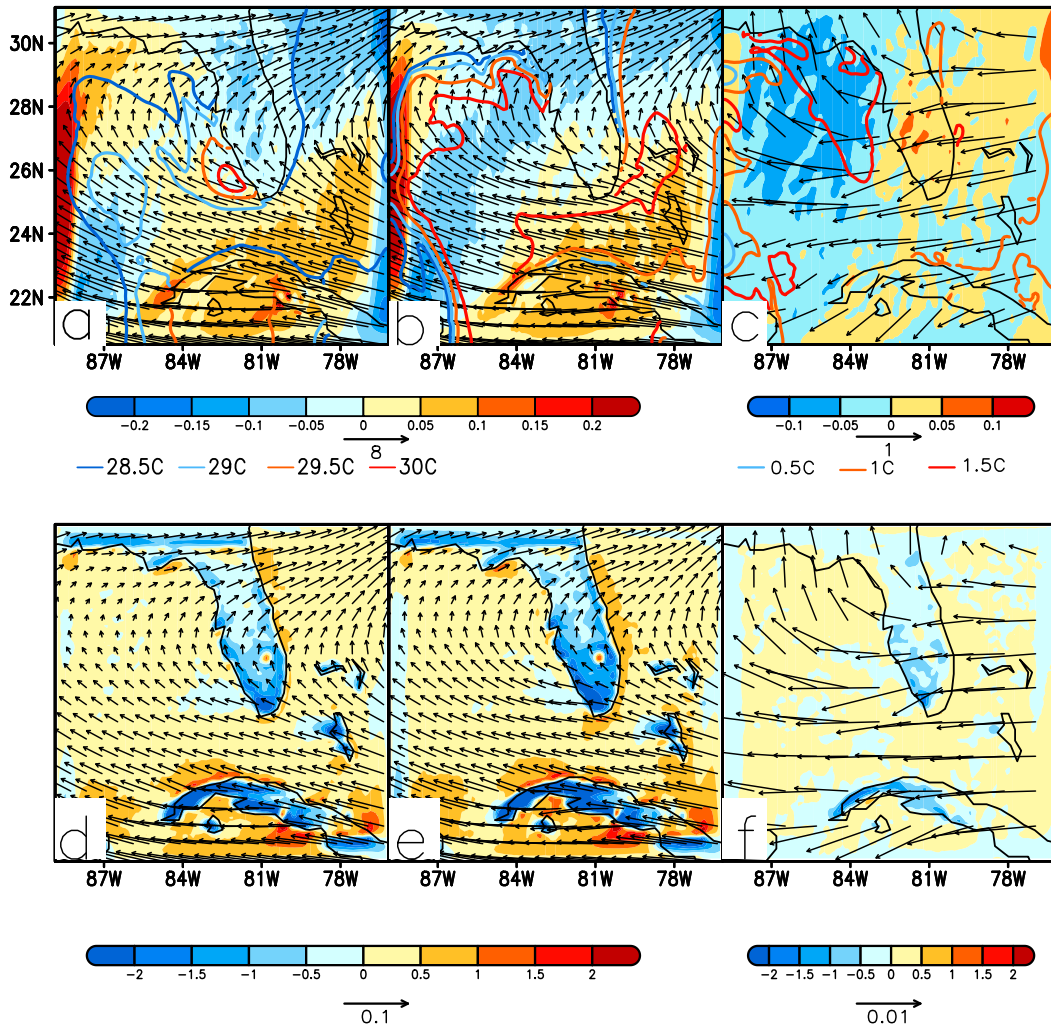 30N
28N
26N
24N
22N
a b c
87W 84W 81W 78W 87W 84W 81W 78W 87W 84W 81W 78W
-0.2 -0.15 -0.1 -0.05 0 0.05 0.1 0.15 0.2 -0.1 -0.05 0 0.05 0.1
8 1
28.5C 29C 29.5C 30C 0.5C 1C 1.5C
d e f
87W 84W 81W 78W 87W 84W 81W 78W 87W 84W 81W 78W
-2 -1.5 -1 -0.5 0 0.5 1 1.5 2 -2 -1.5 -1 -0.5 0 0.5 1 1.5 2
0.1 0.01